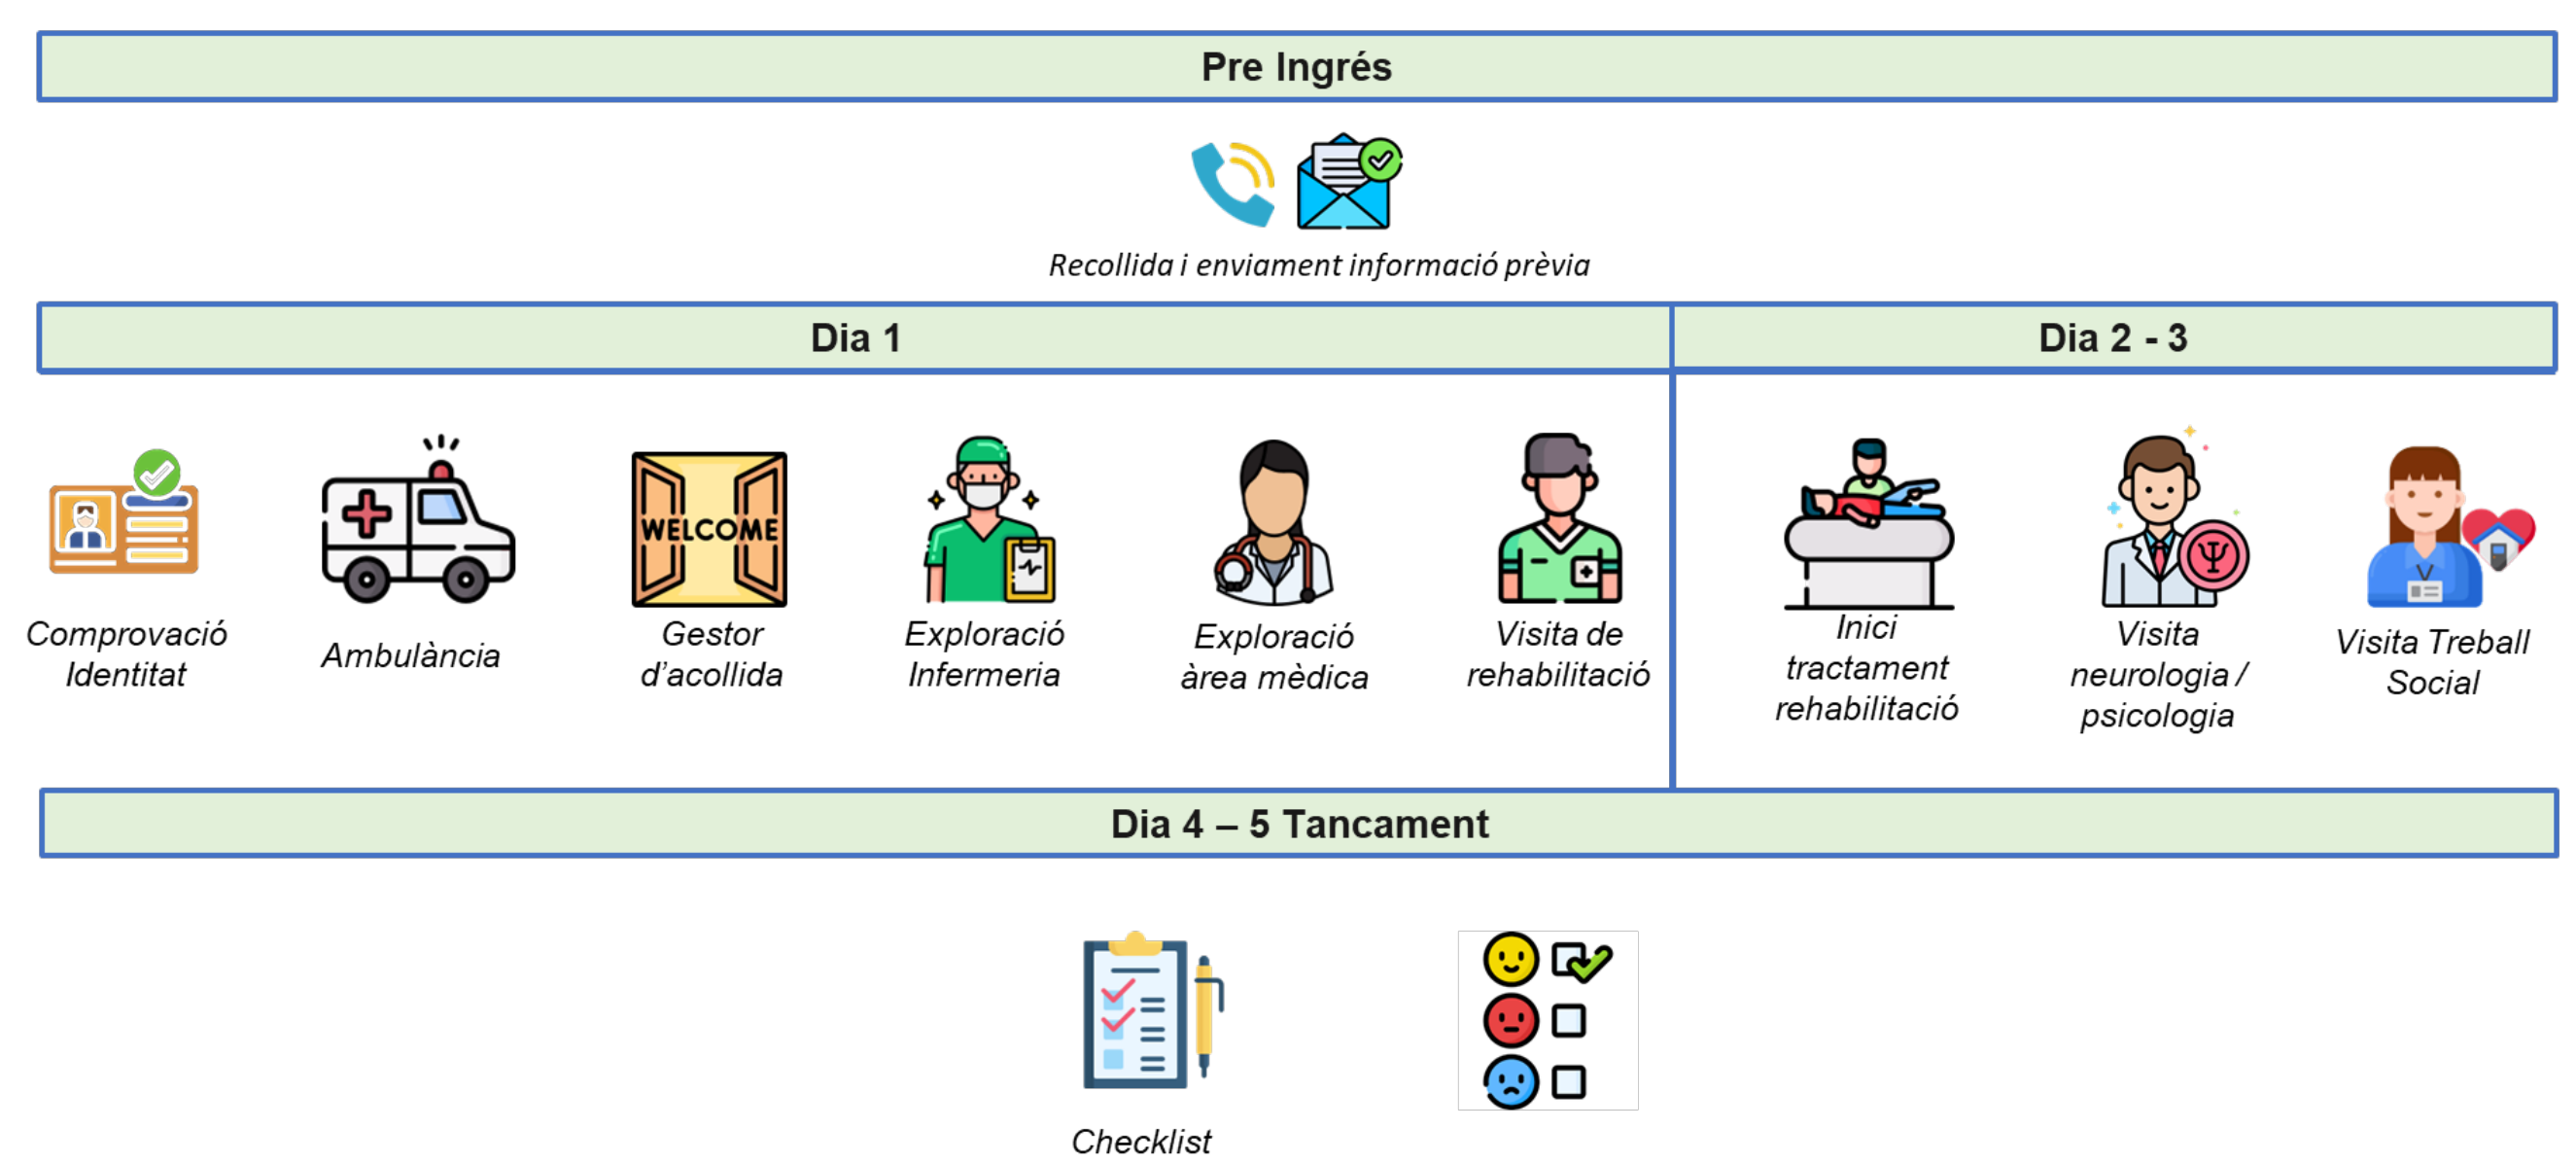 Pre Ingrés
Recollida i enviament informació prèvia
Dia 1
Dia 2 - 3
WELCOME
Comprovació
Identitat
Ambulància
Gestor
d'acollida
Exploració
Infermeria
Exploració
àrea mèdica
Visita de
rehabilitació
Inici
tractament
rehabilitació
Visita
neurologia /
psicologia
Visita Treball
Social
Dia 4 – 5 Tancament
Checklist